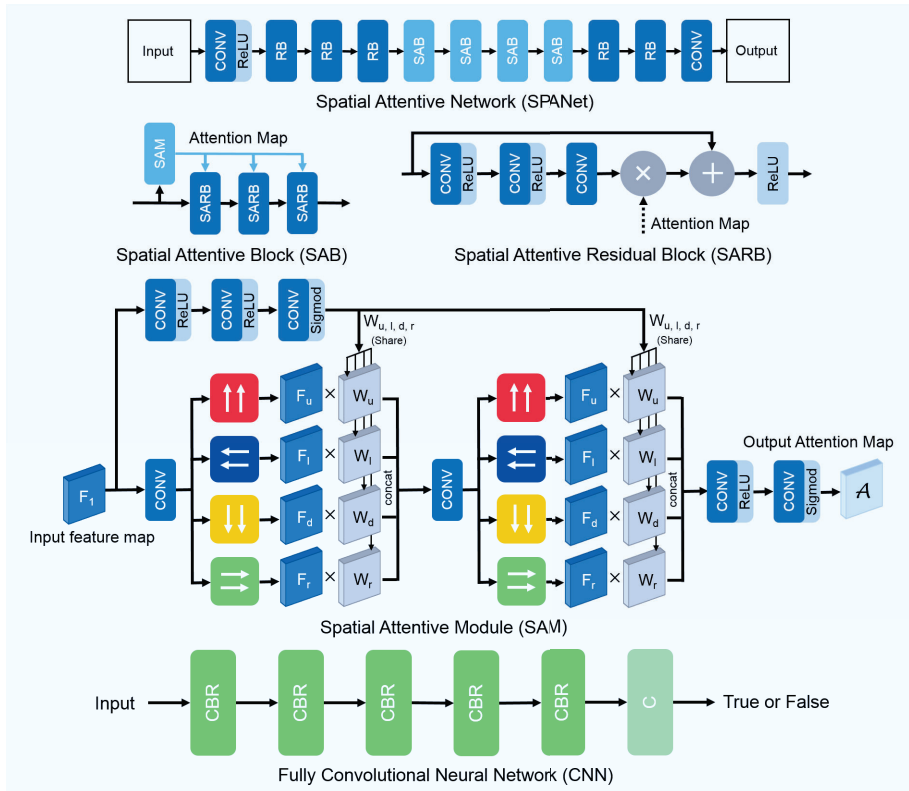 Input
CONV
ReLU
RB
RB
RB
SAB
SAB
SAB
SAB
RB
RB
CONV
Output
Spatial Attentive Network (SPANet)
SAM
Attention Map
SARB
SARB
SARB
Spatial Attentive Block (SAB)
CONV
ReLU
CONV
ReLU
CONV
×
+
ReLU
Attention Map
Spatial Attentive Residual Block (SARB)
CONV
ReLU
CONV
ReLU
CONV
Sigmod
W u, l, d, r
(Share)
W u, l, d, r
(Share)
F1
Input feature map
CONV
Fu × Wu
Fl × Wl
Fd × Wd
Fr × Wr
concat
CONV
Fu × Wu
Fl × Wl
Fd × Wd
Fr × Wr
concat
CONV
ReLU
CONV
Sigmod
Output Attention Map
A
Spatial Attentive Module (SAM)
Input
CBR
CBR
CBR
CBR
CBR
C
True or False
Fully Convolutional Neural Network (CNN)